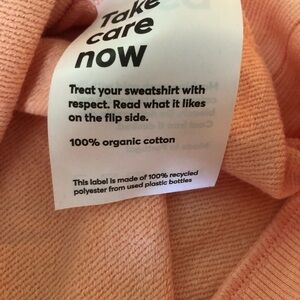 Take
care
now
Treat your sweatshirt with
respect. Read what it likes
on the flip side.
100% organic cotton
This label is made of 100% recycled
polyester from used plastic bottles